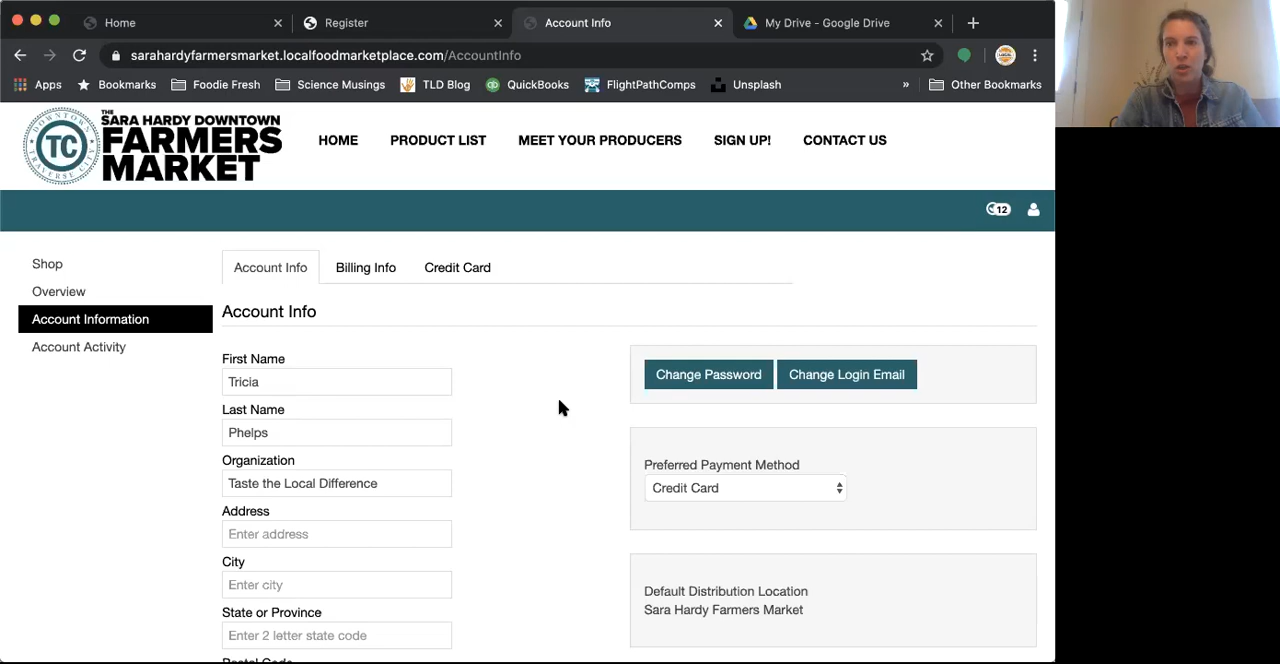 Home
Register
Account Info
My Drive - Google Drive
sarahardyfarmersmarket.localfoodmarketplace.com/AccountInfo
Apps
Bookmarks
Foodie Fresh
Science Musings
TLD Blog
QuickBooks
FlightPathComps
Unsplash
»
Other Bookmarks
DOWNTOWN
TC
TRAVERSE CITY
THE
SARA HARDY DOWNTOWN
FARMERS
MARKET
HOME
PRODUCT LIST
MEET YOUR PRODUCERS
SIGN UP!
CONTACT US
12
Shop
Overview
Account Information
Account Activity
Account Info
Billing Info
Credit Card
Account Info
First Name
Tricia
Last Name
Phelps
Organization
Taste the Local Difference
Address
Enter address
City
Enter city
State or Province
Enter 2 letter state code
Postal Code
Change Password
Change Login Email
Preferred Payment Method
Credit Card
Default Distribution Location
Sara Hardy Farmers Market